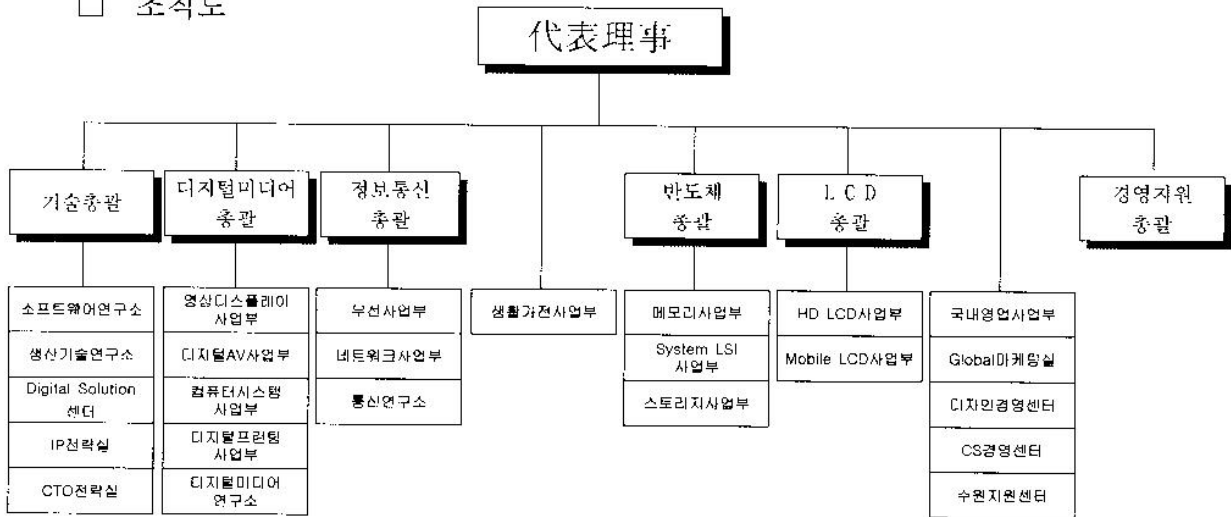 □ 조직도
代表理事
기술총괄
디지털미디어
총괄
정보통신
총괄
반도체
총괄
LCD
총괄
경영지원
총괄
소프트웨어연구소
생산기술연구소
Digital Solution
센터
IP전략실
CTO전략실
영상디스플레이
사업부
디지털AV사업부
컴퓨터시스템
사업부
디지털프린팅
사업부
디지털미디어
연구소
무선사업부
네트워크사업부
통신연구소
생활가전사업부
메모리사업부
System LSI
사업부
스토리지사업부
HD LCD사업부
Mobile LCD사업부
국내영업사업부
Global마케팅실
디자인경영센터
CS경영센터
수원지원센터